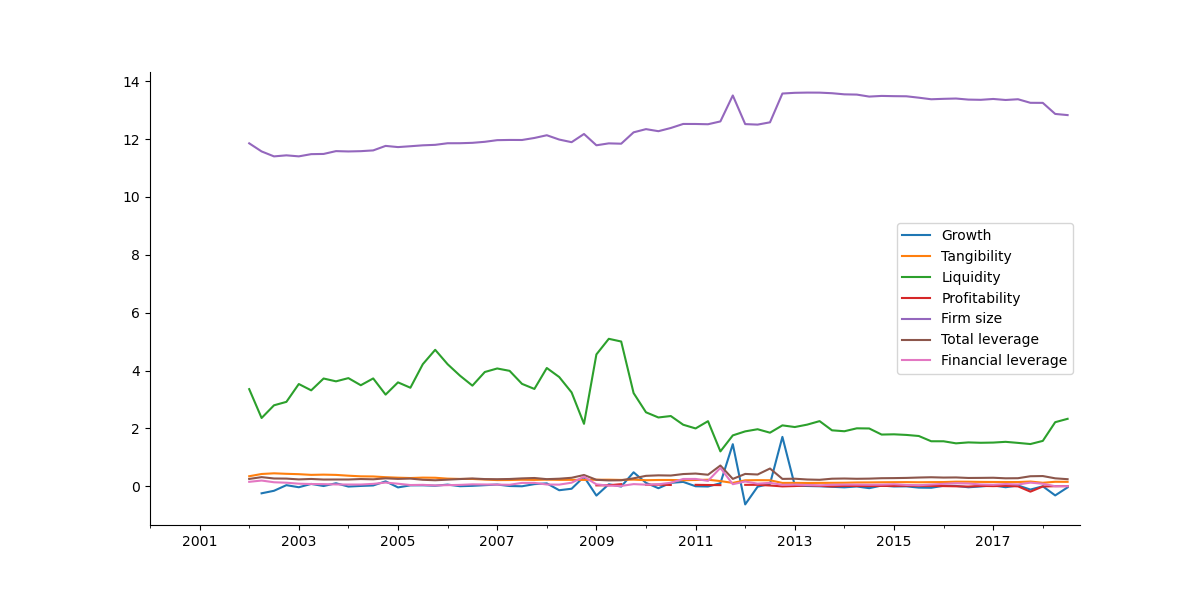 14
12
10
8
6
4
2
0
Growth
Tangibility
Liquidity
Profitability
Firm size
Total leverage
Financial leverage
2001 2003 2005 2007 2009 2011 2013 2015 2017